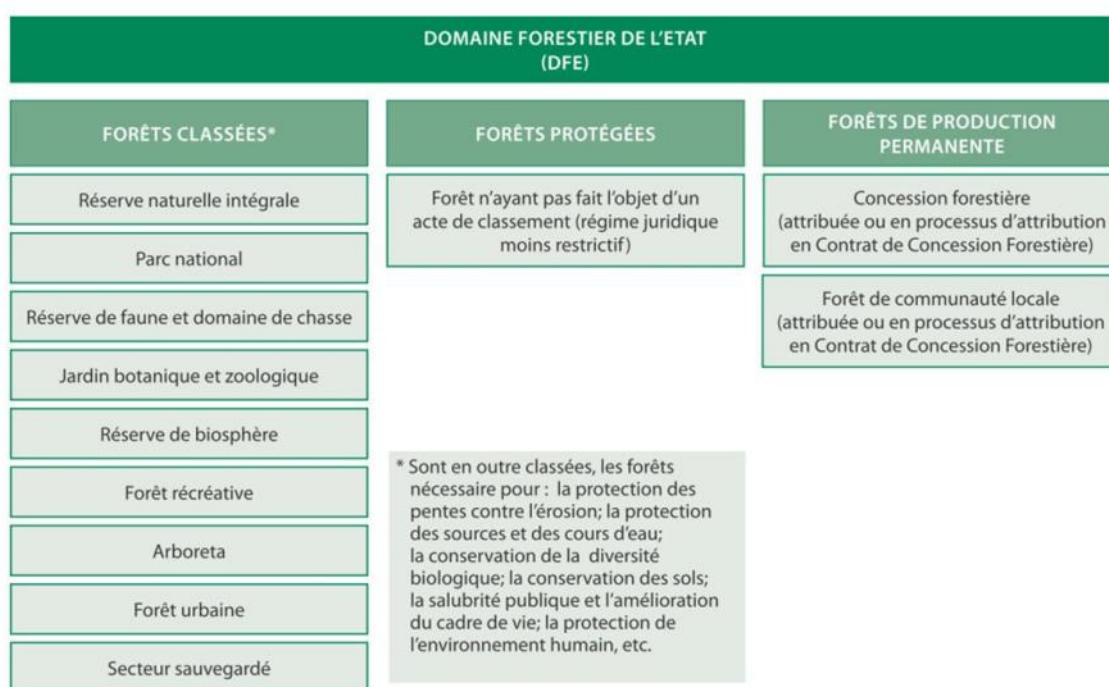 DOMAINE FORESTIER DE L'ETAT
(DFE)
FORÊTS CLASSÉES*
Réserve naturelle intégrale
Parc national
Réserve de faune et domaine de chasse
Jardin botanique et zoologique
Réserve de biosphère
Forêt récréative
Arboreta
Forêt urbaine
Secteur sauvegardé
FORÊTS PROTÉGÉES
Forêt n'ayant pas fait l'objet d'un
acte de classement (régime juridique
moins restrictif)
* Sont en outre classées, les forêts
nécessaire pour : la protection des
pentes contre l'érosion; la protection
des sources et des cours d'eau;
la conservation de la diversité
biologique; la conservation des sols;
la salubrité publique et l'amélioration
du cadre de vie; la protection de
l'environnement humain, etc.
FORÊTS DE PRODUCTION
PERMANENTE
Concession forestière
(attribuée ou en processus d'attribution
en Contrat de Concession Forestière)
Forêt de communauté locale
(attribuée ou en processus d'attribution
en Contrat de Concession Forestière)